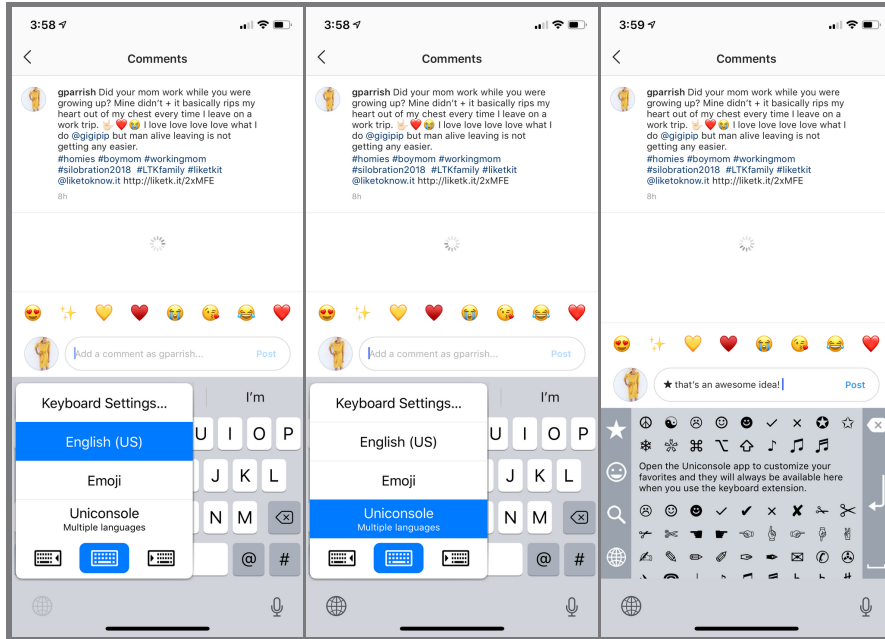 3:58
Comments
gparrish Did your mom work while you were
growing up? Mine didn't + it basically rips my
heart out of my chest every time I leave on a
work trip. 🤟🏻❤️😭 I love love love love what I
do @gigipip but man alive leaving is not
getting any easier.
#homies #boymom #workingmom
#silobration2018 #LTKfamily #liketkit
@liketoknow.it http://liketk.it/2xMFE
8h
Add a comment as gparrish...
Post
Keyboard Settings...
English (US)
Emoji
Uniconsole
Multiple languages
I'm
U I O P
J K L
N M
@ #
3:58
Comments
gparrish Did your mom work while you were
growing up? Mine didn't + it basically rips my
heart out of my chest every time I leave on a
work trip. 🤟🏻❤️😭 I love love love love what I
do @gigipip but man alive leaving is not
getting any easier.
#homies #boymom #workingmom
#silobration2018 #LTKfamily #liketkit
@liketoknow.it http://liketk.it/2xMFE
8h
Add a comment as gparrish...
Post
Keyboard Settings...
English (US)
Emoji
Uniconsole
Multiple languages
I'm
U I O P
J K L
N M
@ #
3:59
Comments
gparrish Did your mom work while you were
growing up? Mine didn't + it basically rips my
heart out of my chest every time I leave on a
work trip. 🤟🏻❤️😭 I love love love love what I
do @gigipip but man alive leaving is not
getting any easier.
#homies #boymom #workingmom
#silobration2018 #LTKfamily #liketkit
@liketoknow.it http://liketk.it/2xMFE
8h
★ that's an awesome idea!
Post
Open the Uniconsole app to customize your
favorites and they will always be available here
when you use the keyboard extension.